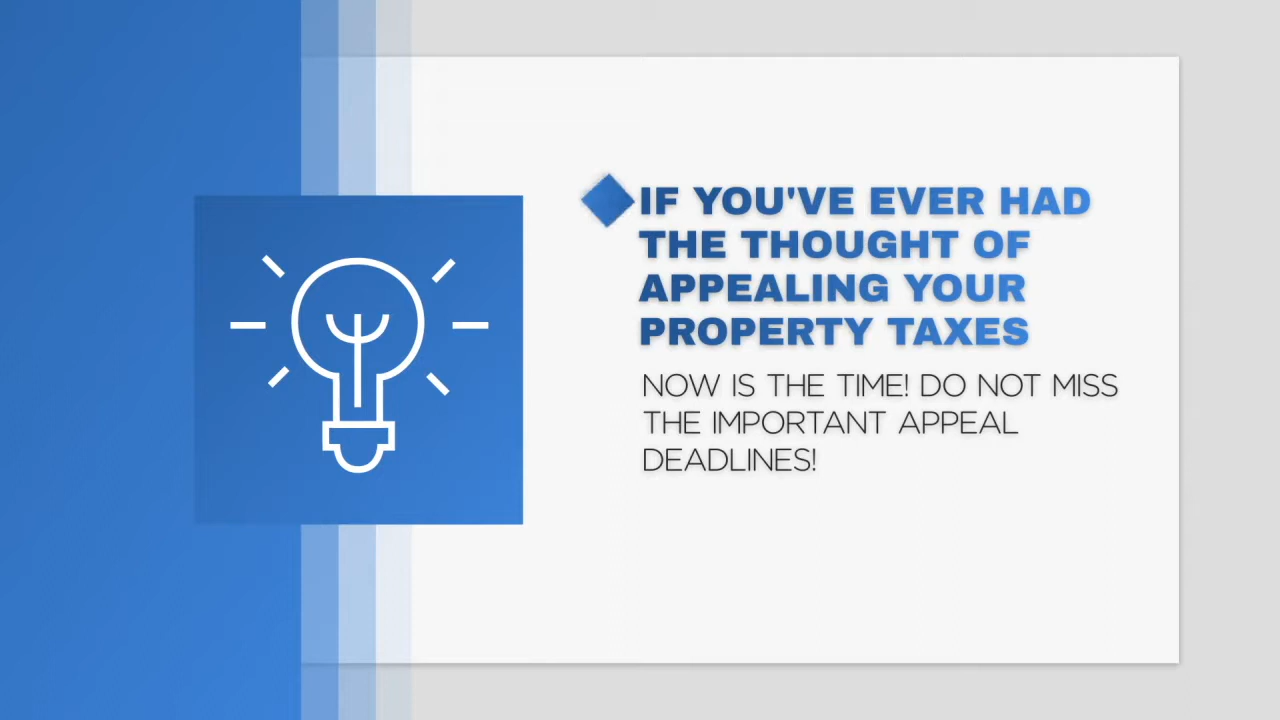 IF YOU'VE EVER HAD
THE THOUGHT OF
APPEALING YOUR
PROPERTY TAXES
NOW IS THE TIME! DO NOT MISS
THE IMPORTANT APPEAL
DEADLINES!